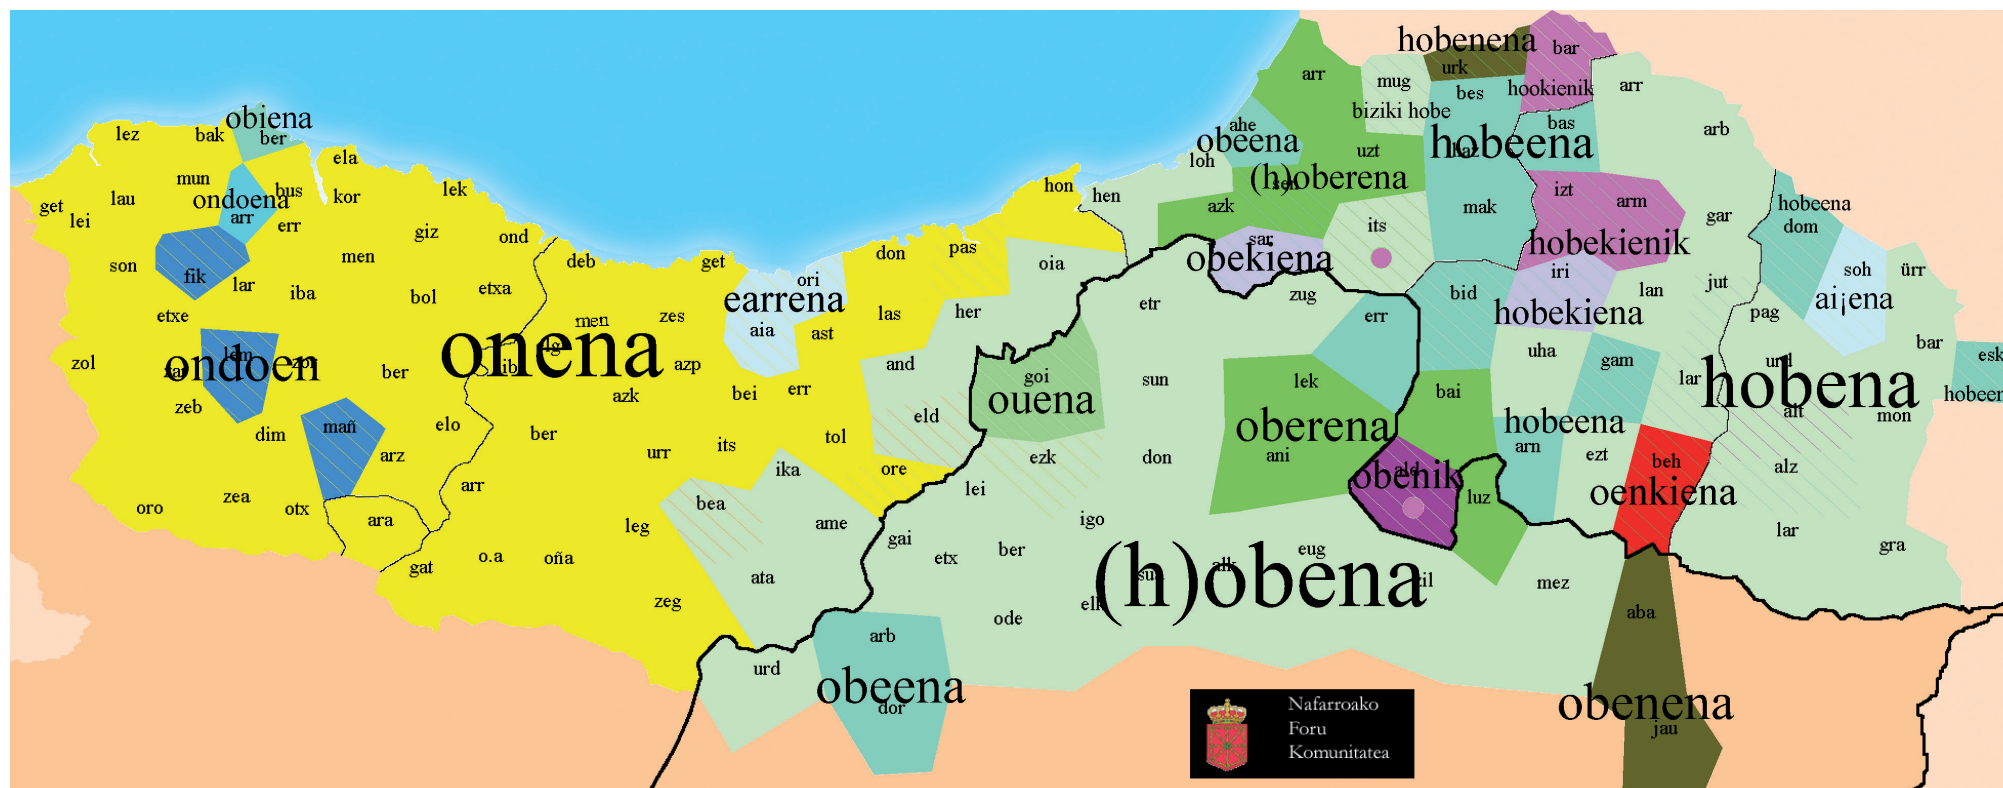 hobenena
bar
urk
arr
mug
arr
bes
hookienik
biziki hobe
obiena
lez
bak
ber
ahe
obeena
bas
hobeena
arb
ela
loh
uzt
mun
(h)oberena
lau
ondoena
bus
kor
lek
hon
hen
izt
arm
get
lei
arr
err
azk
mak
gar
hobeena
dom
giz
ond
its
son
fik
men
deb
get
don
pas
oia
sar
obekiena
hobekienik
lar
iba
bol
etxa
ori
earrena
zug
bid
iri
lan
jut
soh
ürr
ai¡ena
etxe
men
zes
aia
ast
las
her
etr
err
hobekiena
pag
zol
ondoen
ber
onena
azp
and
goi
sun
lek
uha
gam
lar
hobena
bar
esk
zeb
azk
bei
err
ouena
bai
hobeen
mañ
dim
elo
ber
its
tol
eld
oberena
hobeena
alt
mon
arz
urr
ika
ore
ezk
don
ani
arn
ezt
beh
oenkiena
alz
oro
zea
otx
arr
bea
lei
obenik
luz
ara
leg
ame
gai
igo
lar
gat
o.a
oña
ata
etx
ber
eug
(h)obena
mez
gra
zeg
ode
aba
urd
arb
obeena
dor
obenena
jau
Nafarroako
Foru
Komunitatea